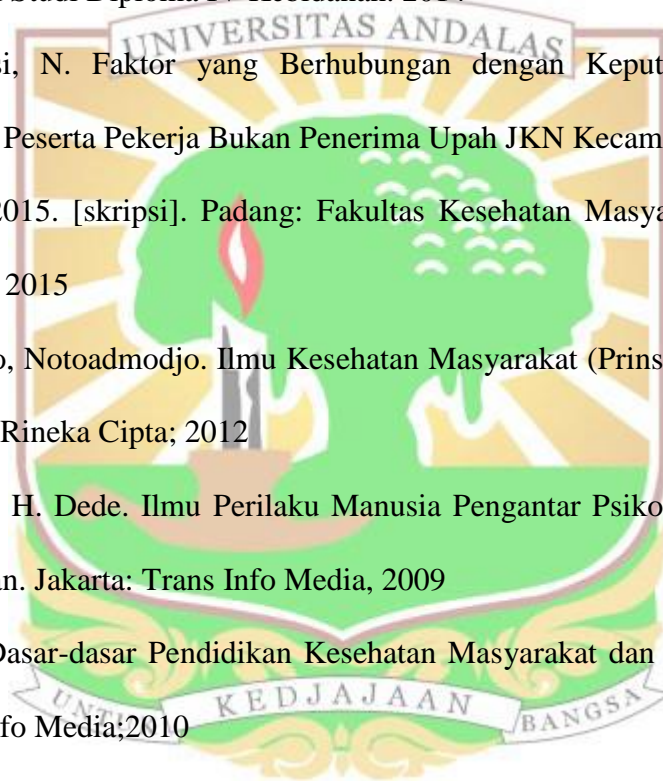 Studi Diploma IV Kebidanan. 2014
UNIVERSITAS ANDALAS
si, N. Faktor yang Berhubungan dengan Keput
Peserta Pekerja Bukan Penerima Upah JKN Kecam
2015. [skripsi]. Padang: Fakultas Kesehatan Masya
2015
o, Notoadmodjo. Ilmu Kesehatan Masyarakat (Prins
Rineka Cipta; 2012
H. Dede. Ilmu Perilaku Manusia Pengantar Psiko
an. Jakarta: Trans Info Media, 2009
Dasar-dasar Pendidikan Kesehatan Masyarakat dan
UNTUK KEDJAJAAN BANGSA
fo Media;2010